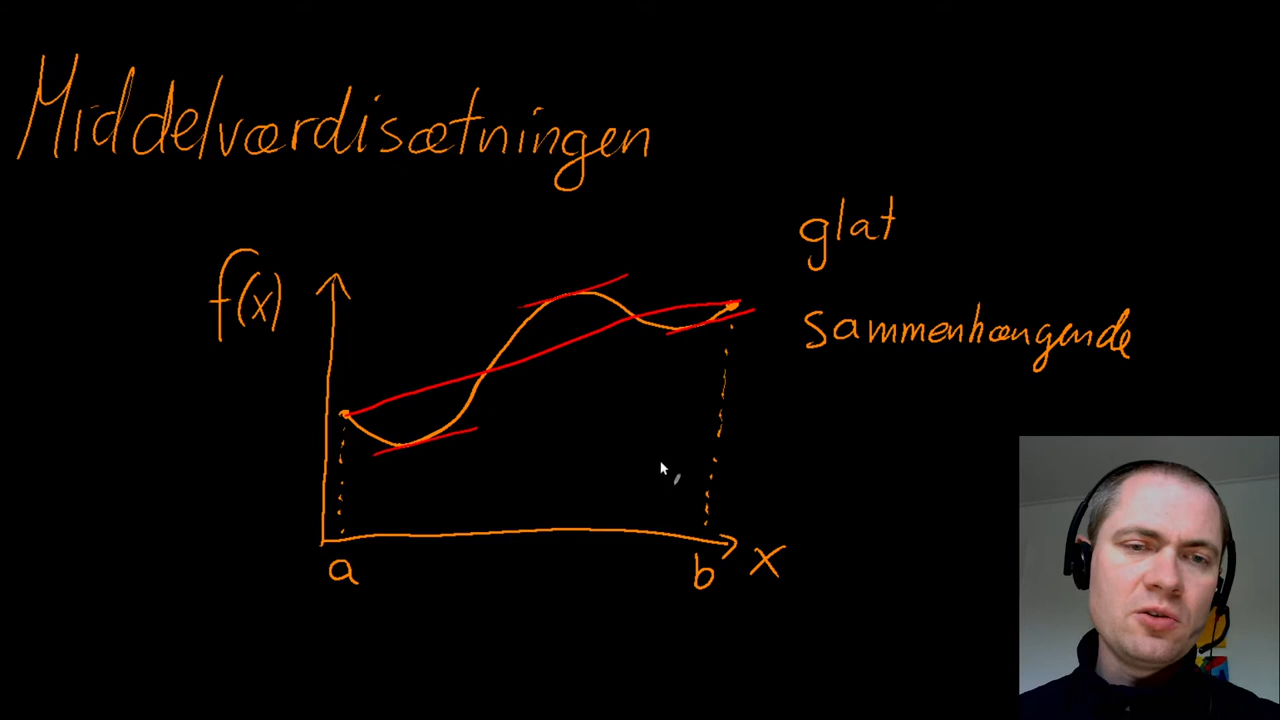 Middelværdisætningen
glat
f(x)
sammenhængende
a
b
x